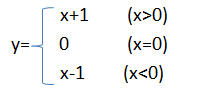 x+1 (x>0)
y= 0 (x=0)
x-1 (x<0)